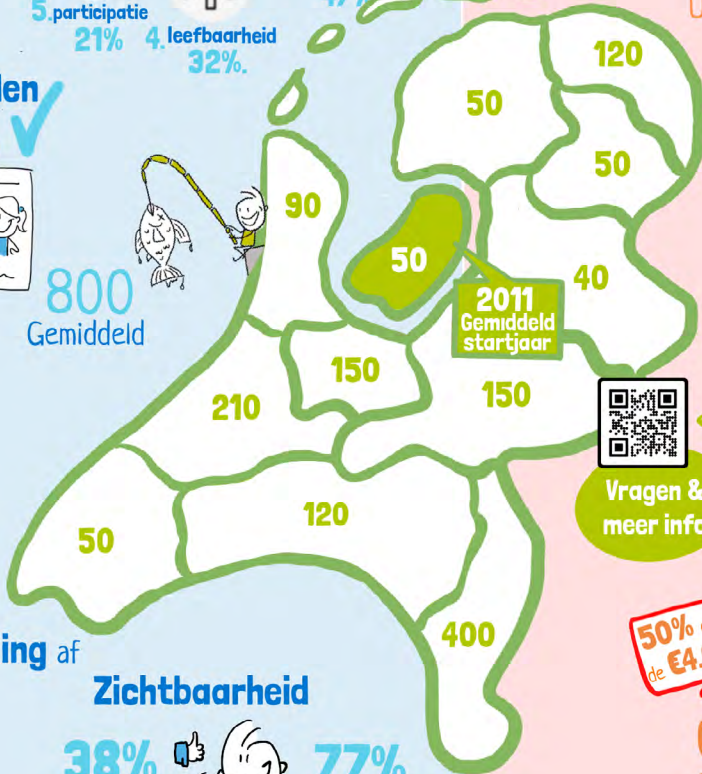 5.participatie
21%
4.leefbaarheid
32%.
120
50
50
90
50
40
2011
Gemiddeld
startjaar
800
Gemiddeld
150
150
210
Vragen &
meer info
120
50
400
50%
de €4.
ing af
Zichtbaarheid
38%
77%